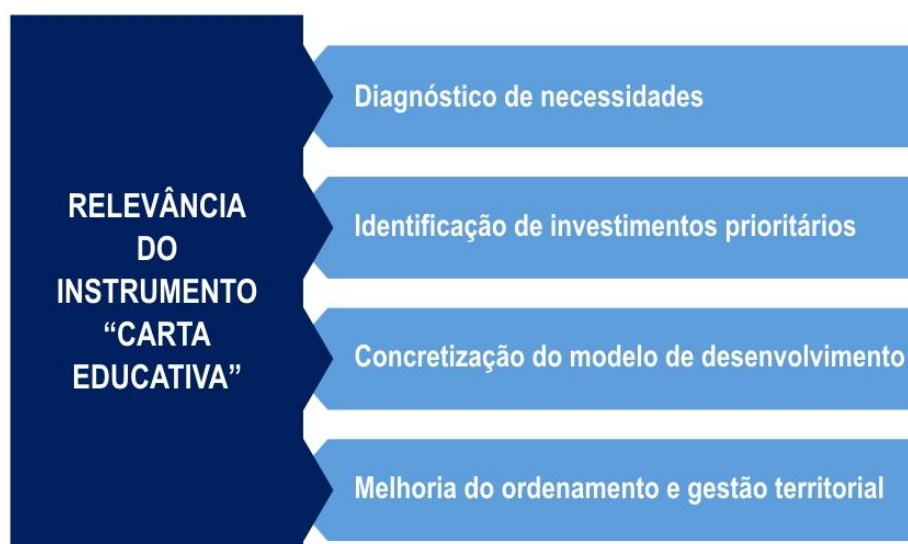 RELEVÂNCIA
DO
INSTRUMENTO
“CARTA
EDUCATIVA”
Diagnóstico de necessidades
Identificação de investimentos prioritários
Concretização do modelo de desenvolvimento
Melhoria do ordenamento e gestão territorial